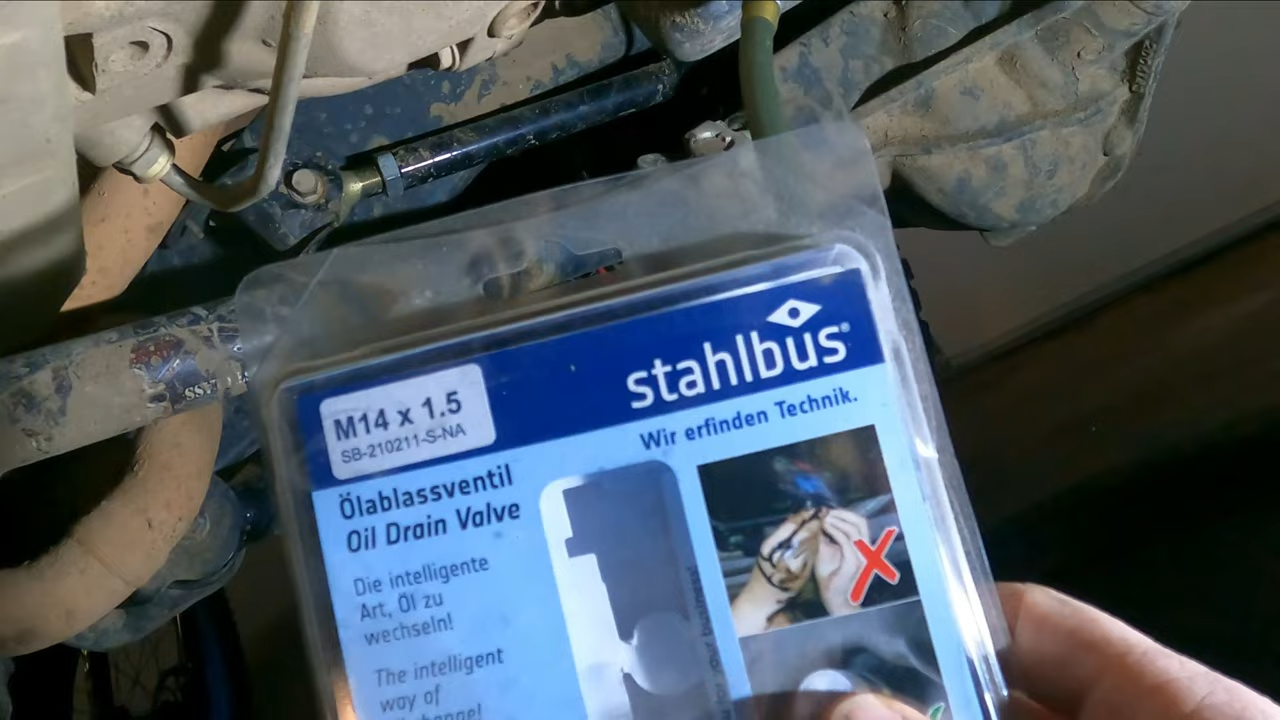 stahlbus®
Wir erfinden Technik.
M14 x 1.5
SB-210211-S-NA
Ölablassventil
Oil Drain Valve
Die intelligente
Art, Öl zu
wechseln!
The intelligent
way of